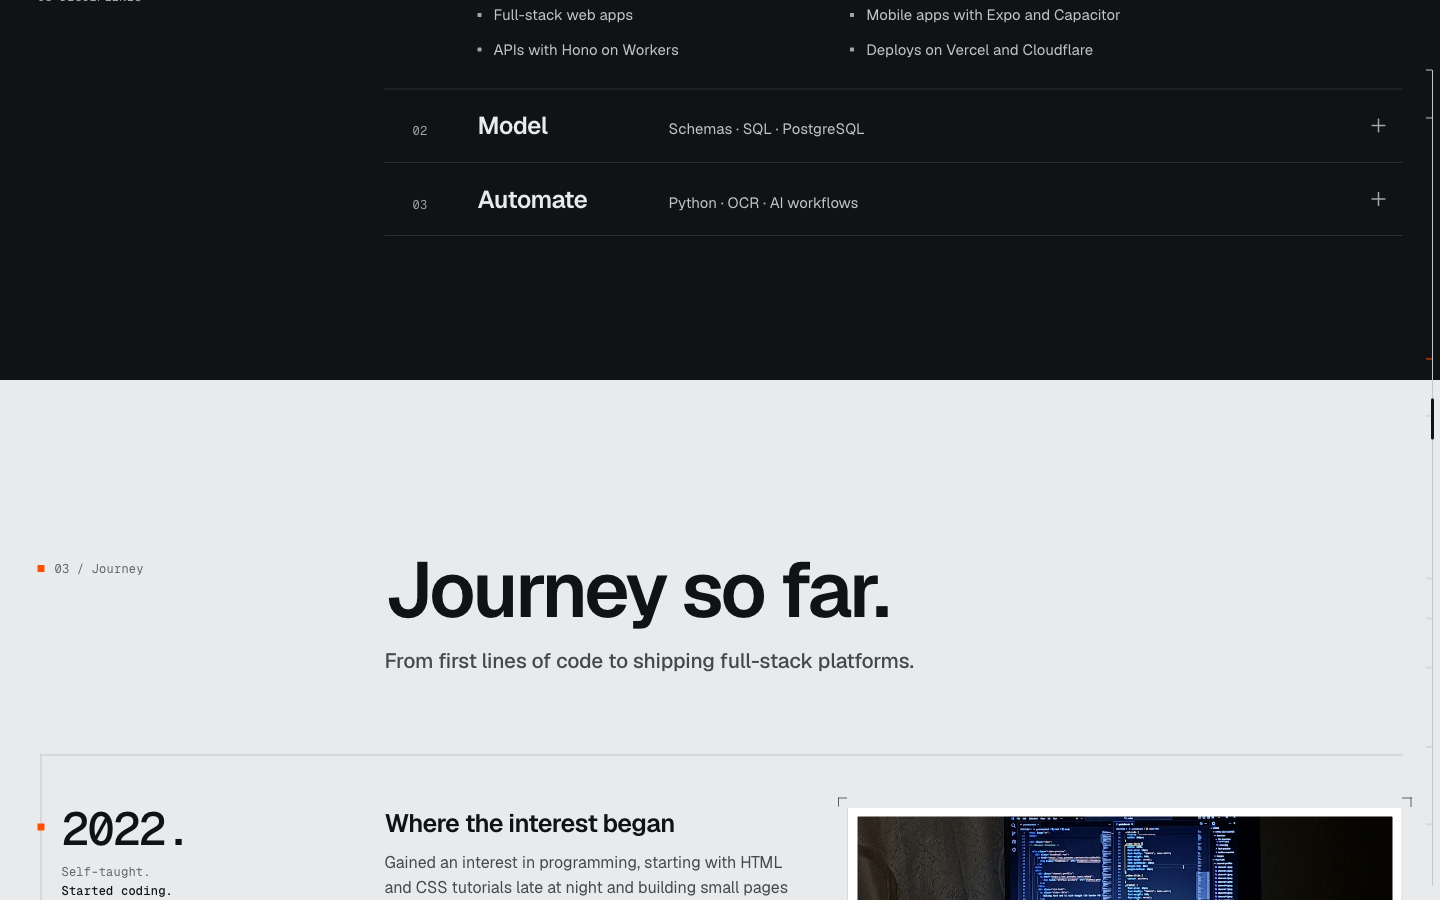 Full-stack web apps
Mobile apps with Expo and Capacitor
APIs with Hono on Workers
Deploys on Vercel and Cloudflare
02
Model
Schemas · SQL · PostgreSQL
03
Automate
Python · OCR · AI workflows
03 / Journey
Journey so far.
From first lines of code to shipping full-stack platforms.
2022.
Self-taught.
Started coding.
Where the interest began
Gained an interest in programming, starting with HTML
and CSS tutorials late at night and building small pages